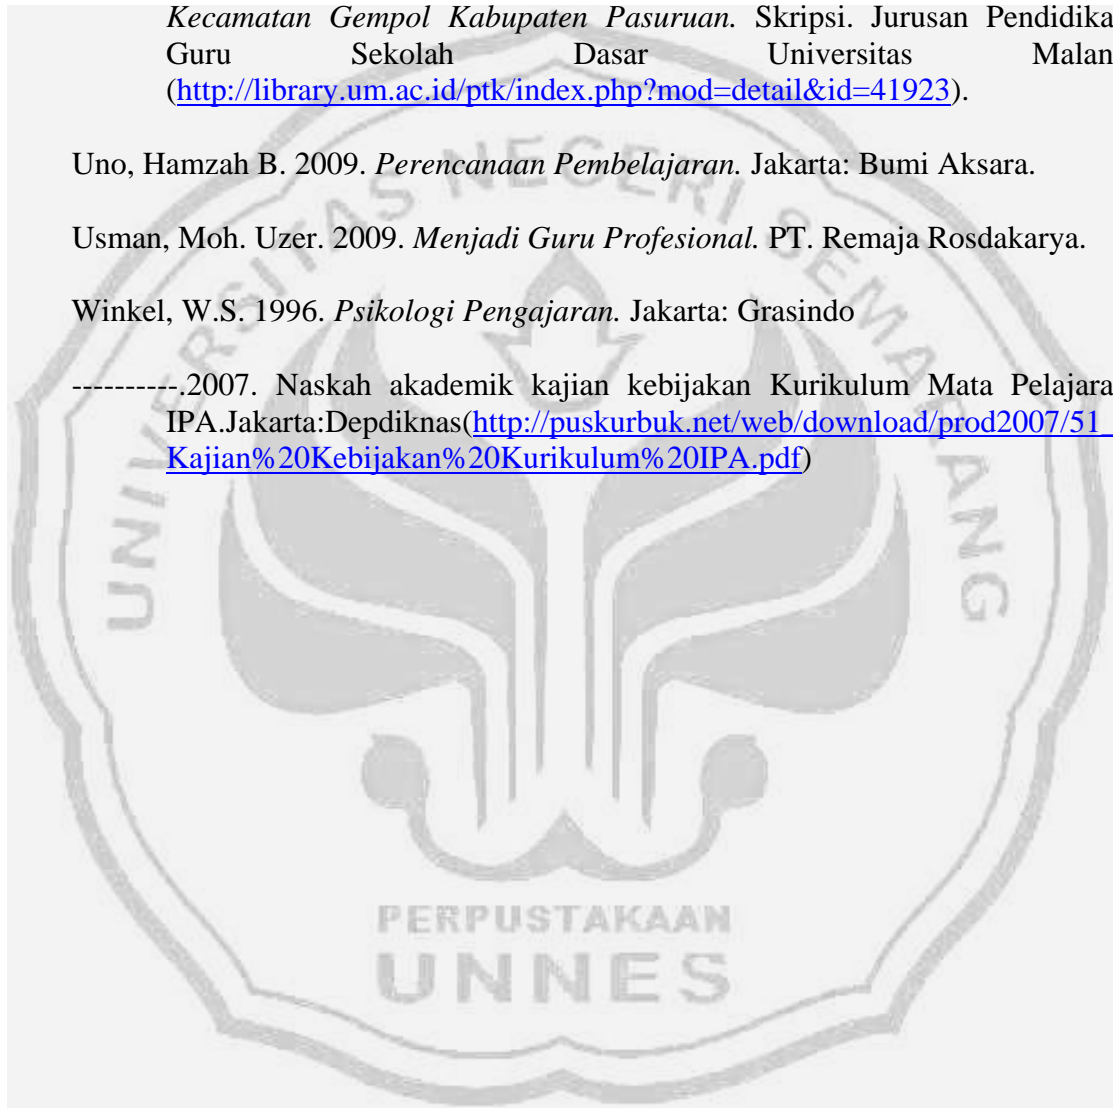 Kecamatan Gempol Kabupaten Pasuruan. Skripsi. Jurusan Pendidika
Guru Sekolah Dasar Universitas Malan
(http://library.um.ac.id/ptk/index.php?mod=detail&id=41923).
Uno, Hamzah B. 2009. Perencanaan Pembelajaran. Jakarta: Bumi Aksara.
Usman, Moh. Uzer. 2009. Menjadi Guru Profesional. PT. Remaja Rosdakarya.
Winkel, W.S. 1996. Psikologi Pengajaran. Jakarta: Grasindo
----------.2007. Naskah akademik kajian kebijakan Kurikulum Mata Pelajara
IPA.Jakarta:Depdiknas(http://puskurbuk.net/web/download/prod2007/51_
Kajian%20Kebijakan%20Kurikulum%20IPA.pdf)
UNIVERSITAS NEGERI SEMARANG
PERPUSTAKAAN
UNNES